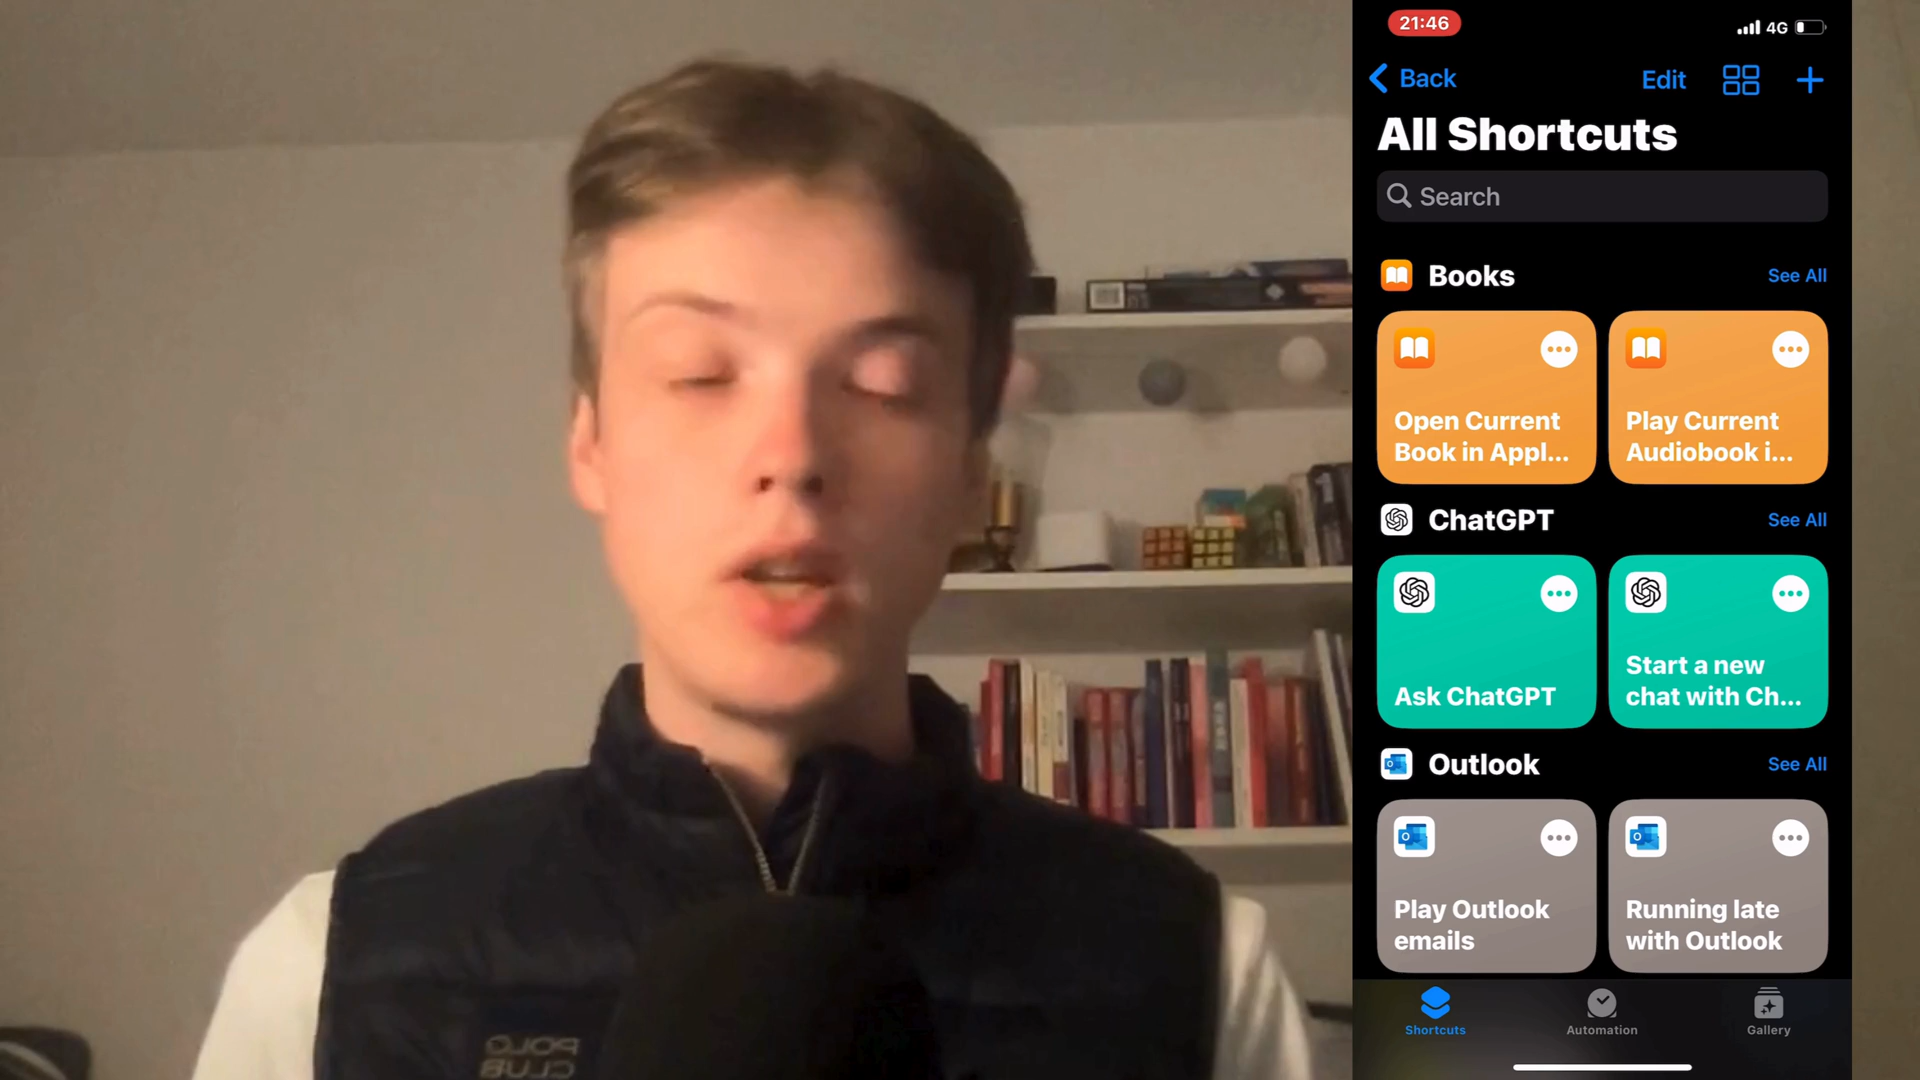 21:46
4G
Back
Edit
All Shortcuts
Search
Books
See All
Open Current
Book in Appl...
Play Current
Audiobook i...
ChatGPT
See All
Ask ChatGPT
Start a new
chat with Ch...
Outlook
See All
Play Outlook
emails
Running late
with Outlook
Shortcuts
Automation
Gallery
POLO
CLUB